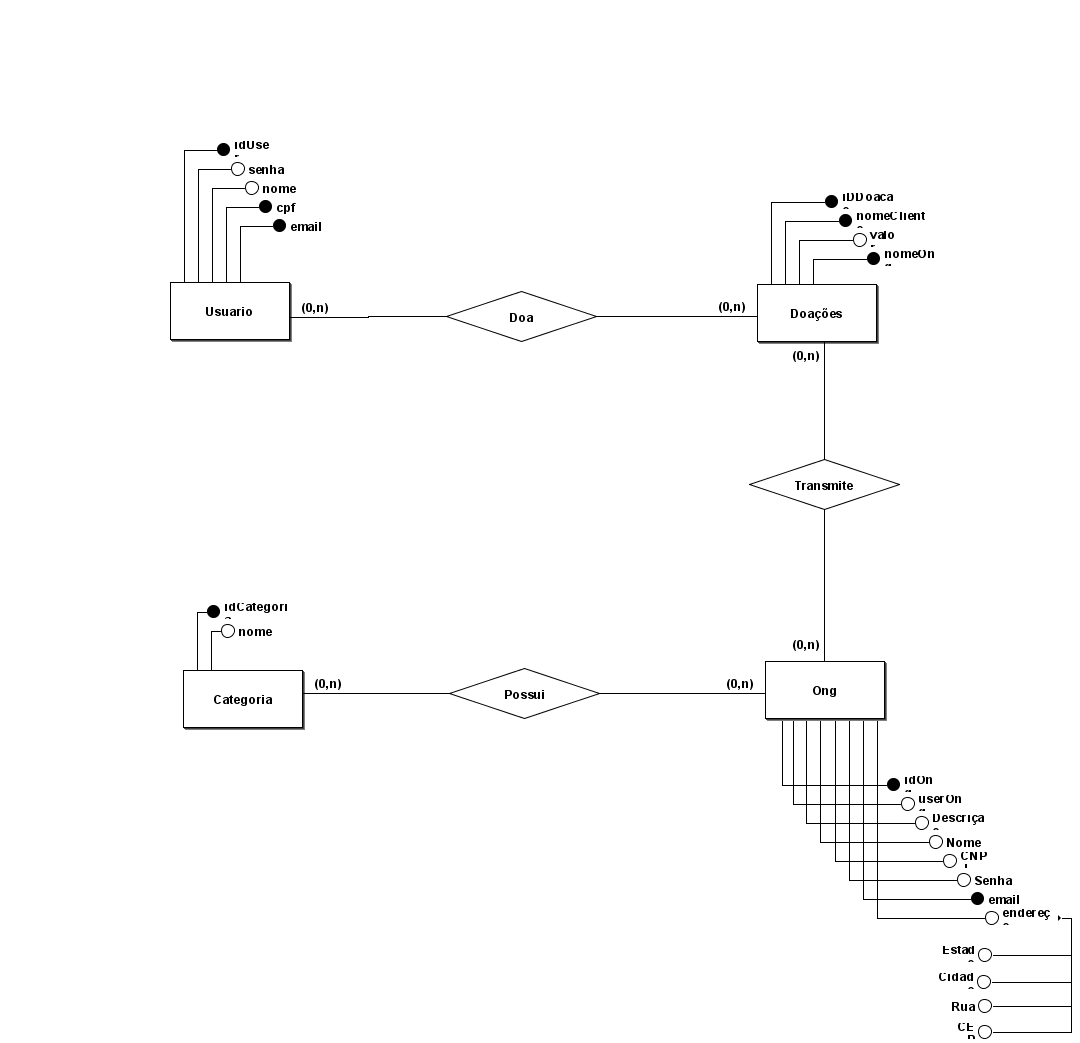 idUse
r
senha
nome
cpf
email
Usuario
(0,n)
Doa
(0,n)
IDDoaca
o
nomeClient
e
valo
r
nomeOn
g
Doações
(0,n)
Transmite
(0,n)
idCategori
a
nome
Categoria
(0,n)
Possui
(0,n)
Ong
idOn
g
userOn
g
Descriça
o
Nome
CNP
J
Senha
email
endereç
o
Estad
o
Cidad
e
Rua
CE
P